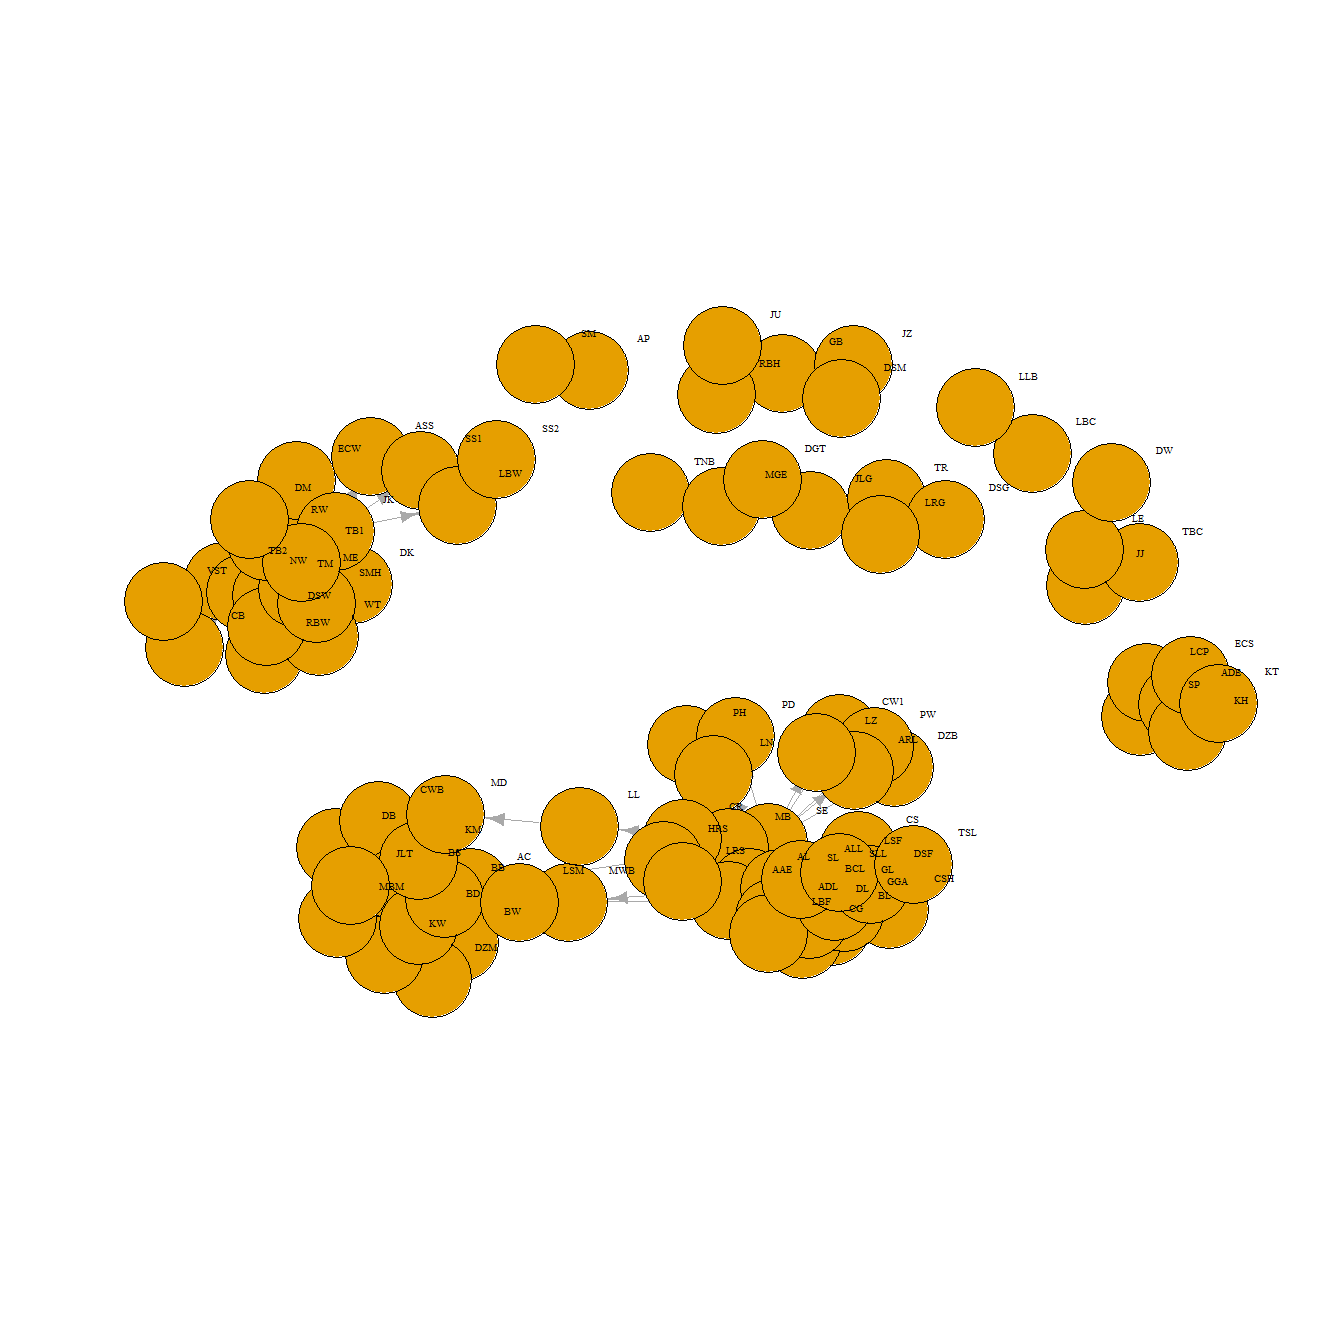 JU
SM
AP
GB
JZ
RBH
DSM
LLB
LBC
ASS
SS1
SS2
ECW
LBW
DGT
DW
TNB
MGE
JLG
TR
DSG
LRG
DM
JK
RW
TB1
LE
TBC
TB2
NW
TM
ME
DK
JJ
VST
SMH
DSW
WT
CB
RBW
ECS
LCP
ADE
KT
SP
KH
PD
PH
CW1
PW
LZ
DZB
LN
ARL
MD
CWB
LL
DB
KM
MB
SE
CS
HRS
TSL
LSF
JLT
AC
LRS
AL
SL
ALL
SLL
DSF
BB
LSM
MWB
AAE
BCL
GL
CSH
MBM
BD
ADL
DL
GGA
BL
BW
LBF
CG
KW
DZM